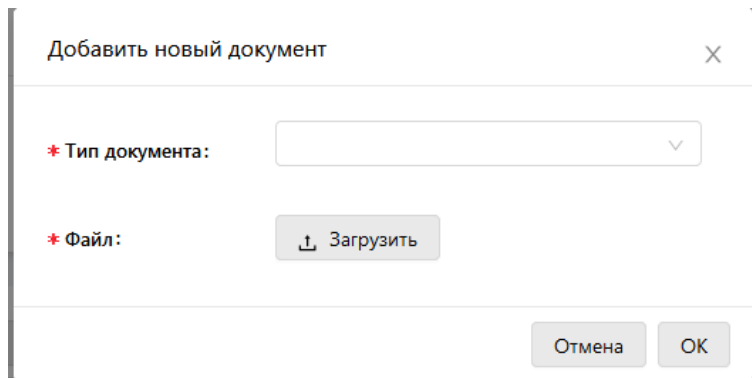 Добавить новый документ
* Тип документа:
* Файл:
Загрузить
Отмена
OK